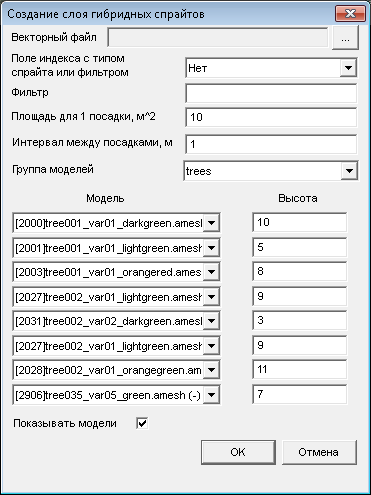 Создание слоя гибридных спрайтов
Векторный файл ...
Поле индекса с типом
спрайта или фильтром Нет
Фильтр
Площадь для 1 посадки, м^2 10
Интервал между посадками, м 1
Группа моделей trees
Модель Высота
[2000]tree001_var01_darkgreen.amesh 10
[2001]tree001_var01_lightgreen.amesh 5
[2003]tree001_var01_orangered.ames 8
[2027]tree002_var01_lightgreen.amesh 9
[2031]tree002_var02_darkgreen.amesh 3
[2027]tree002_var01_lightgreen.amesh 9
[2028]tree002_var01_orangegreen.am 11
[2906]tree035_var05_green.amesh (-) 7
Показывать модели
OK Отмена